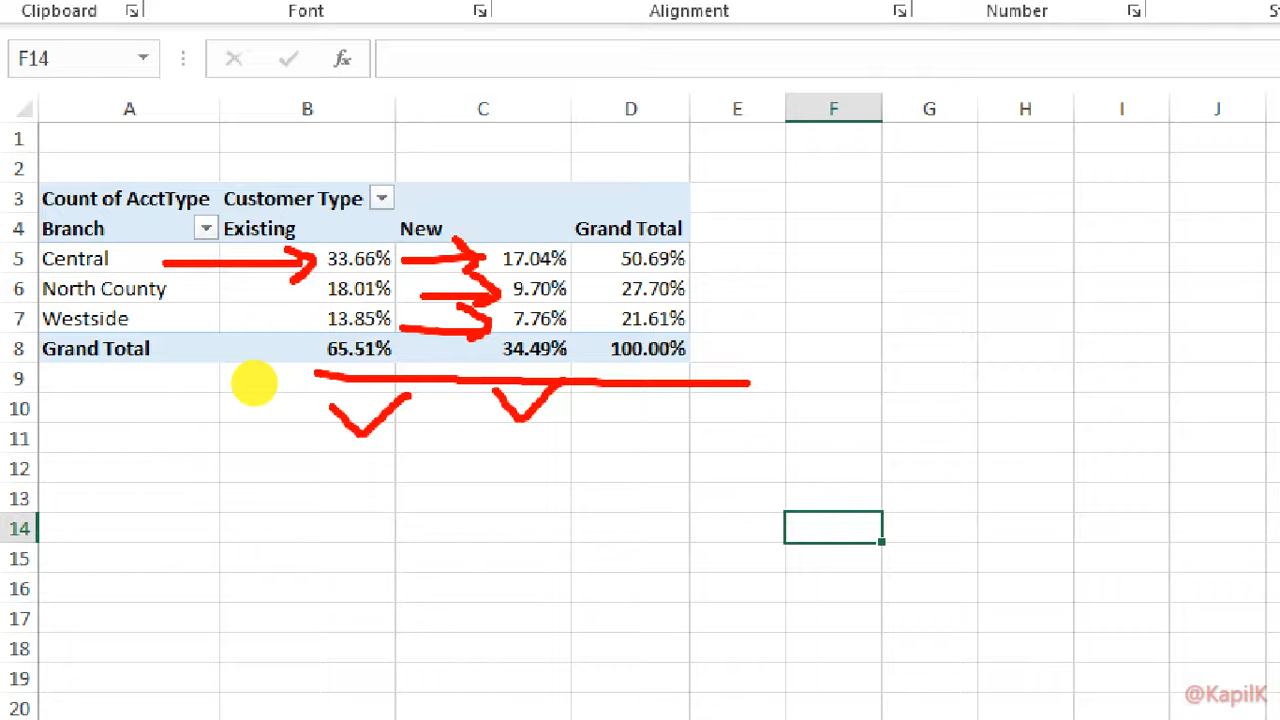 Clipboard Font Alignment Number
F14 fx
A B C D E F G H I J
1
2
3 Count of AcctType Customer Type
4 Branch Existing New Grand Total
5 Central 33.66% 17.04% 50.69%
6 North County 18.01% 9.70% 27.70%
7 Westside 13.85% 7.76% 21.61%
8 Grand Total 65.51% 34.49% 100.00%
9
10
11
12
13
14
15
16
17
18
19 @KapilK
20